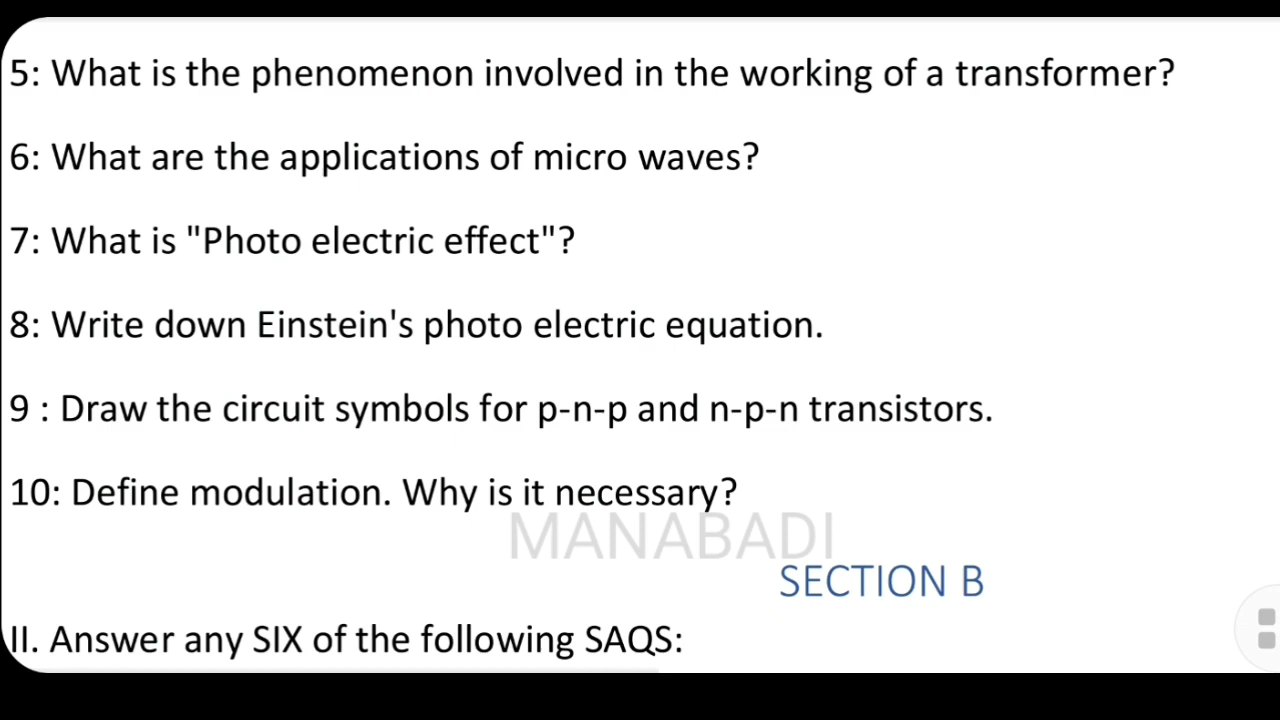 5: What is the phenomenon involved in the working of a transformer?
6: What are the applications of micro waves?
7: What is "Photo electric effect"?
8: Write down Einstein's photo electric equation.
9 : Draw the circuit symbols for p-n-p and n-p-n transistors.
10: Define modulation. Why is it necessary?
MANABADI
SECTION B
II. Answer any SIX of the following SAQS: